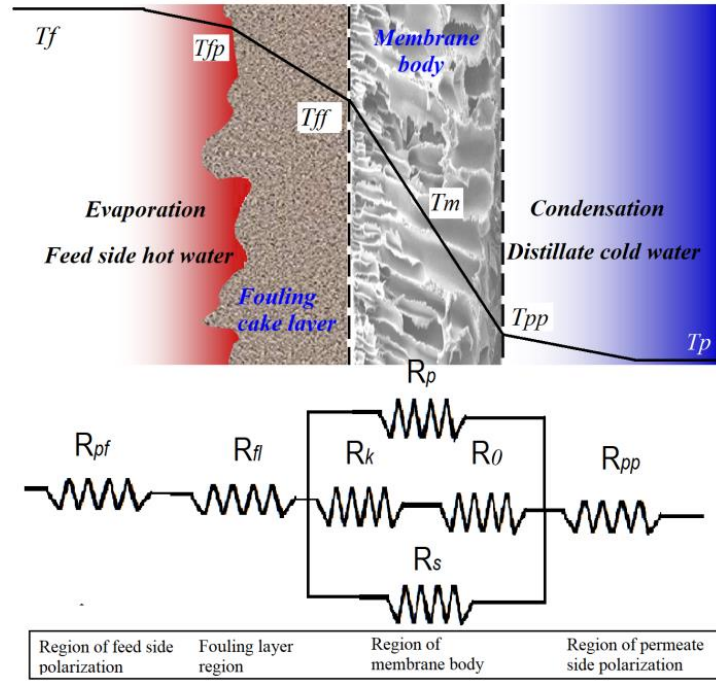 Tf
Tfp
Membrane
body
Tff
Tm
Evaporation
Feed side hot water
Condensation
Distillate cold water
Fouling
cake layer
Tpp
Tp
Rp
Rpf
Rfl
Rk
R0
Rpp
Rs
Region of feed side
polarization
Fouling layer
region
Region of
membrane body
Region of permeate
side polarization